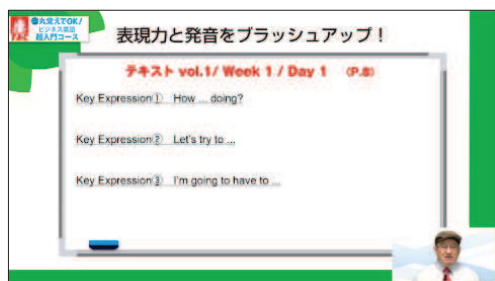 丸覚えでOK!
ビジネス英語
超入門コース
TAC
表現力と発音をブラッシュアップ!
テキスト vol.1/ Week 1 / Day 1 (P.8)
Key Expression① How ... doing?
Key Expression② Let's try to ...
Key Expression③ I'm going to have to ...